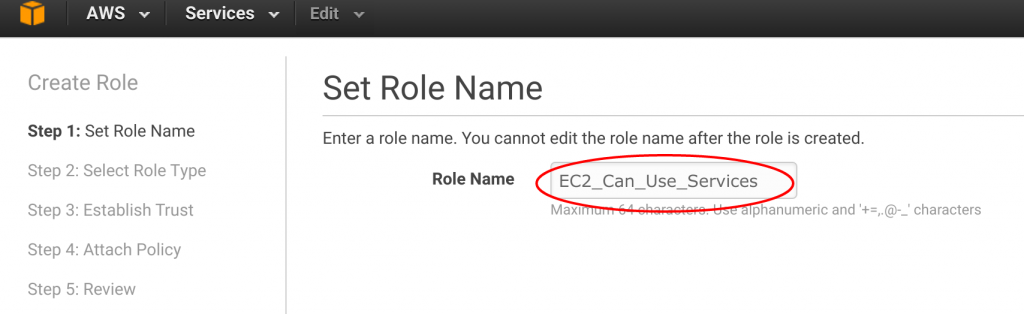 AWS Services Edit
Create Role
Step 1: Set Role Name
Step 2: Select Role Type
Step 3: Establish Trust
Step 4: Attach Policy
Step 5: Review
Set Role Name
Enter a role name. You cannot edit the role name after the role is created.
Role Name EC2_Can_Use_Services
Maximum 64 characters. Use alphanumeric and '+=,.@-_' characters